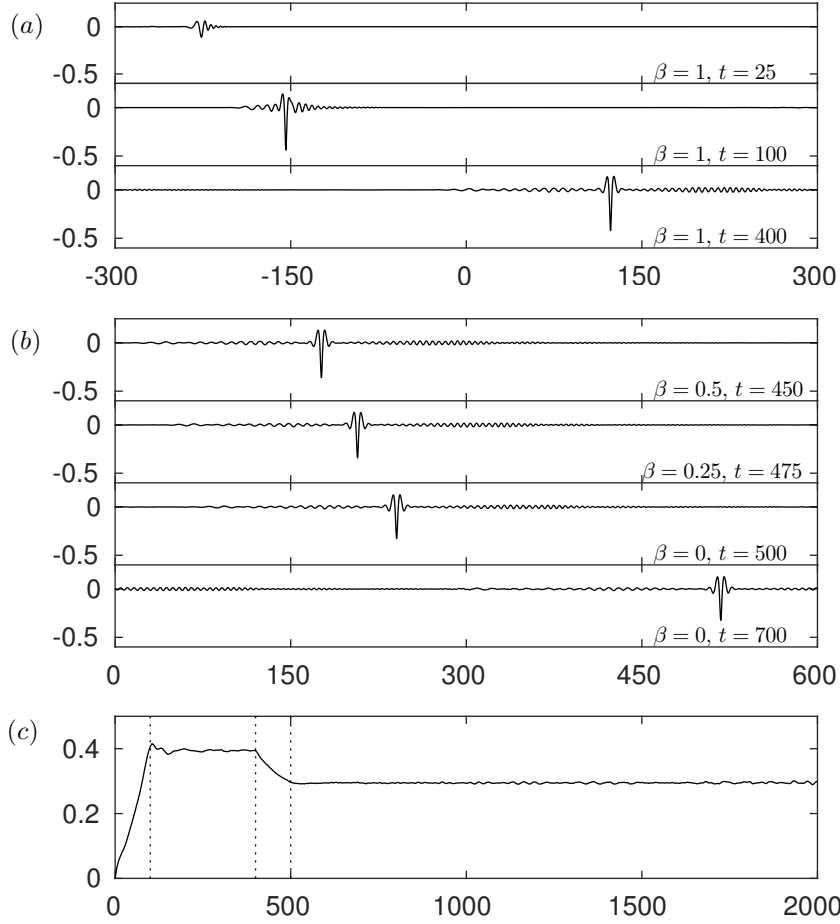 (a)
0
-0.5
β = 1, t = 25
0
-0.5
β = 1, t = 100
0
-0.5
β = 1, t = 400
-300 -150 0 150 300
(b)
0
-0.5
β = 0.5, t = 450
0
-0.5
β = 0.25, t = 475
0
-0.5
β = 0, t = 500
0
-0.5
β = 0, t = 700
0 150 300 450 600
(c)
0.4
0.2
0
0 500 1000 1500 2000